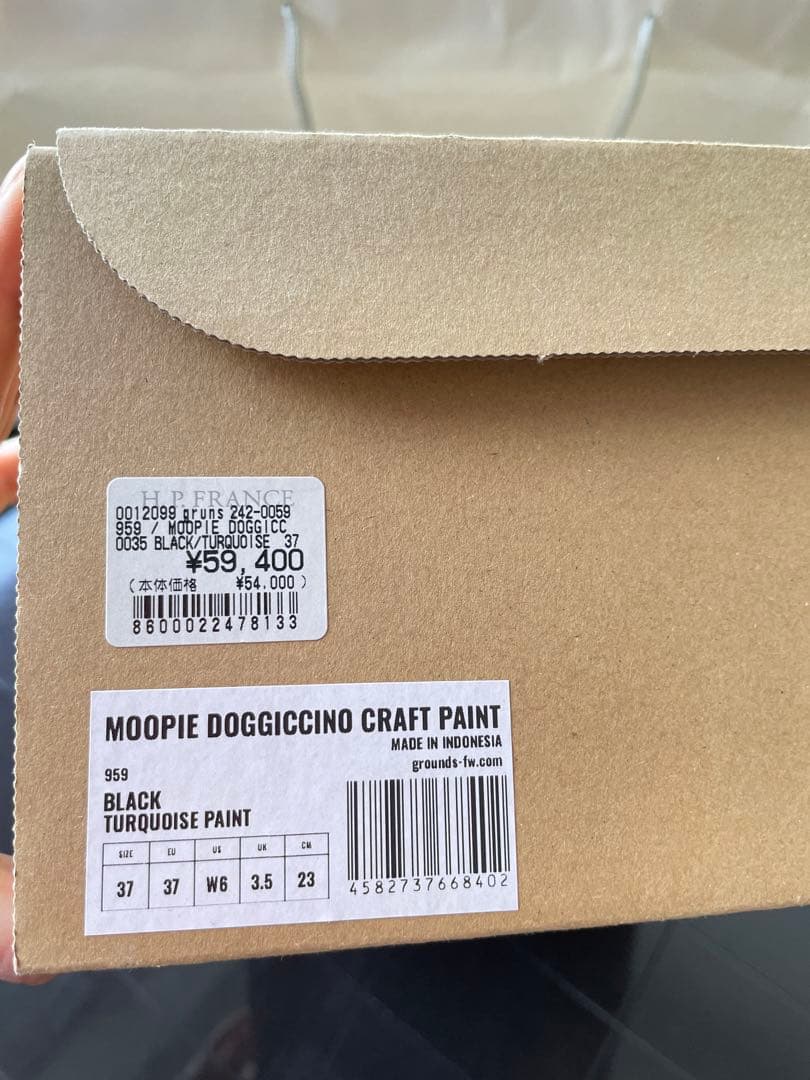 H.P.FRANCE
0012099 gruns 242-0059
959 / MOOPIE DOGGICC
0035 BLACK/TURQUOISE 37
¥59,400
(本体価格 ¥54,000)
8600022478133
MOOPIE DOGGICCINO CRAFT PAINT
MADE IN INDONESIA
grounds-fw.com
959
BLACK
TURQUOISE PAINT
SIZE EU US UK CM
37 37 W6 3.5 23
4582737668402